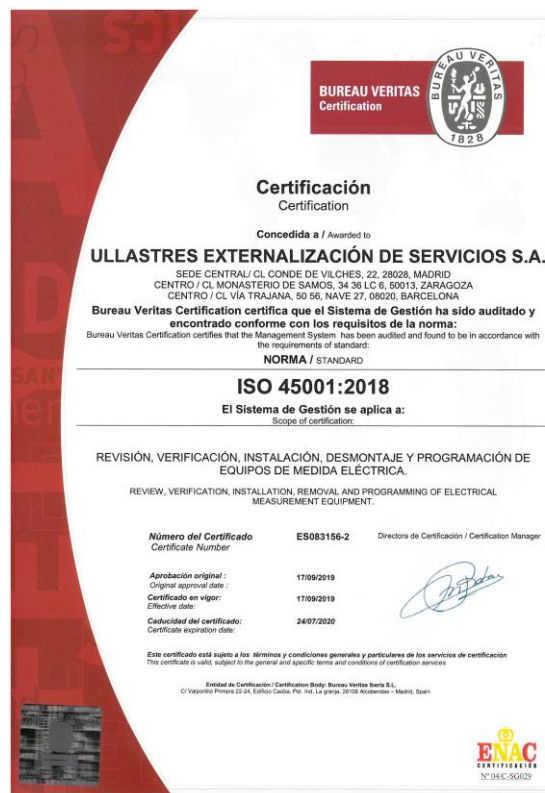 BUREAU VERITAS
Certification
BUREAU VERITAS
1828
Certificación
Certification
Concedida a / Awarded to
ULLASTRES EXTERNALIZACIÓN DE SERVICIOS S.A.
SEDE CENTRAL/ CL CONDE DE VILCHES, 22, 28028, MADRID
CENTRO / CL MONASTERIO DE SAMOS, 34 36 LC 6, 50013, ZARAGOZA
CENTRO / CL VÍA TRAJANA, 50 56, NAVE 27, 08020, BARCELONA
Bureau Veritas Certification certifica que el Sistema de Gestión ha sido auditado y
encontrado conforme con los requisitos de la norma:
Bureau Veritas Certification certifies that the Management System has been audited and found to be in accordance with
the requirements of standard:
NORMA / STANDARD
ISO 45001:2018
El Sistema de Gestión se aplica a:
Scope of certification:
REVISIÓN, VERIFICACIÓN, INSTALACIÓN, DESMONTAJE Y PROGRAMACIÓN DE
EQUIPOS DE MEDIDA ELÉCTRICA.
REVIEW, VERIFICATION, INSTALLATION, REMOVAL AND PROGRAMMING OF ELECTRICAL
MEASUREMENT EQUIPMENT.
Número del Certificado ES083156-2 Directora de Certificación / Certification Manager
Certificate Number
Aprobación original : 17/09/2019
Original approval date :
Certificado en vigor: 17/09/2019
Effective date:
Caducidad del certificado: 24/07/2020
Certificate expiration date:
Este certificado está sujeto a los términos y condiciones generales y particulares de los servicios de certificación
This certificate is valid, subject to the general and specific terms and conditions of certification services
Entidad de Certificación / Certification Body: Bureau Veritas Iberia S.L.
C/ Valportillo Primera 22-24, Edificio Caoba, Pol. Ind. La granja, 28108 Alcobendas – Madrid, Spain
ENAC
CERTIFICACIÓN
Nº 04/C-SG029